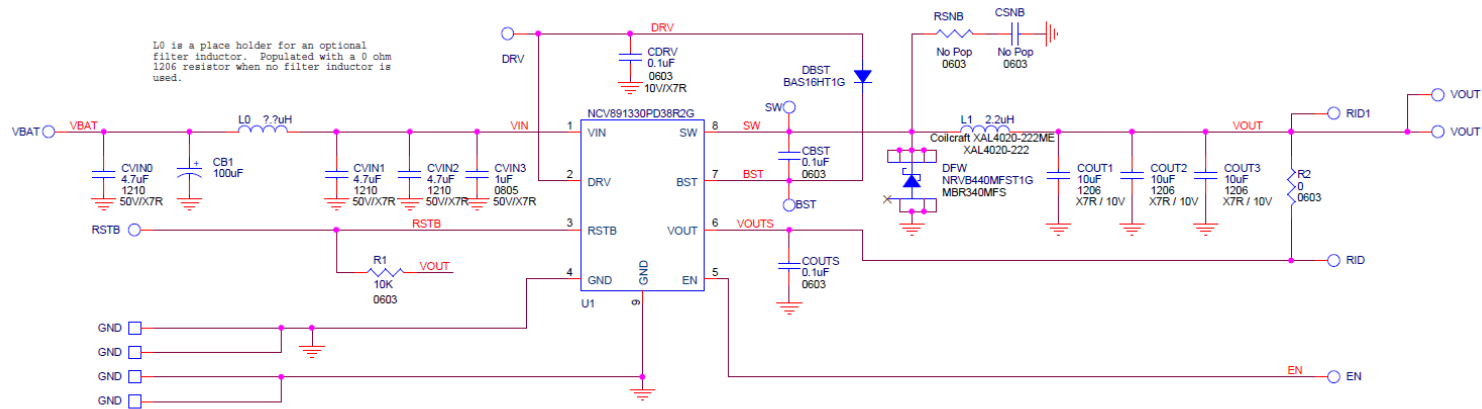 L0 is a place holder for an optional
filter inductor.  Populated with a 0 ohm
1206 resistor when no filter inductor is
used.
DRV
DRV
CDRV
0.1uF
0603
10V/X7R
DBST
BAS16HT1G
RSNB
No Pop
0603
CSNB
No Pop
0603
VBAT
VBAT
L0 ?.?uH
VIN
CVIN0
4.7uF
1210
50V/X7R
CB1
100uF
+
CVIN1
4.7uF
1210
50V/X7R
CVIN2
4.7uF
1210
50V/X7R
CVIN3
1uF
0805
50V/X7R
NCV891330PD38R2G
1 VIN
2 DRV
3 RSTB
4 GND
GND
9
SW 8
BST 7
VOUT 6
EN 5
U1
SW
SW
CBST
0.1uF
0603
BST
BST
L1 2.2uH
Coilcraft XAL4020-222ME
XAL4020-222
DFW
NRVB440MFST1G
MBR340MFS
VOUT
COUT1
10uF
1206
X7R / 10V
COUT2
10uF
1206
X7R / 10V
COUT3
10uF
1206
X7R / 10V
RID1
VOUT
VOUT
R2
0
0603
RID
RSTB
RSTB
R1
10K
0603
VOUT
VOUTS
COUTS
0.1uF
0603
GND
GND
GND
GND
EN
EN